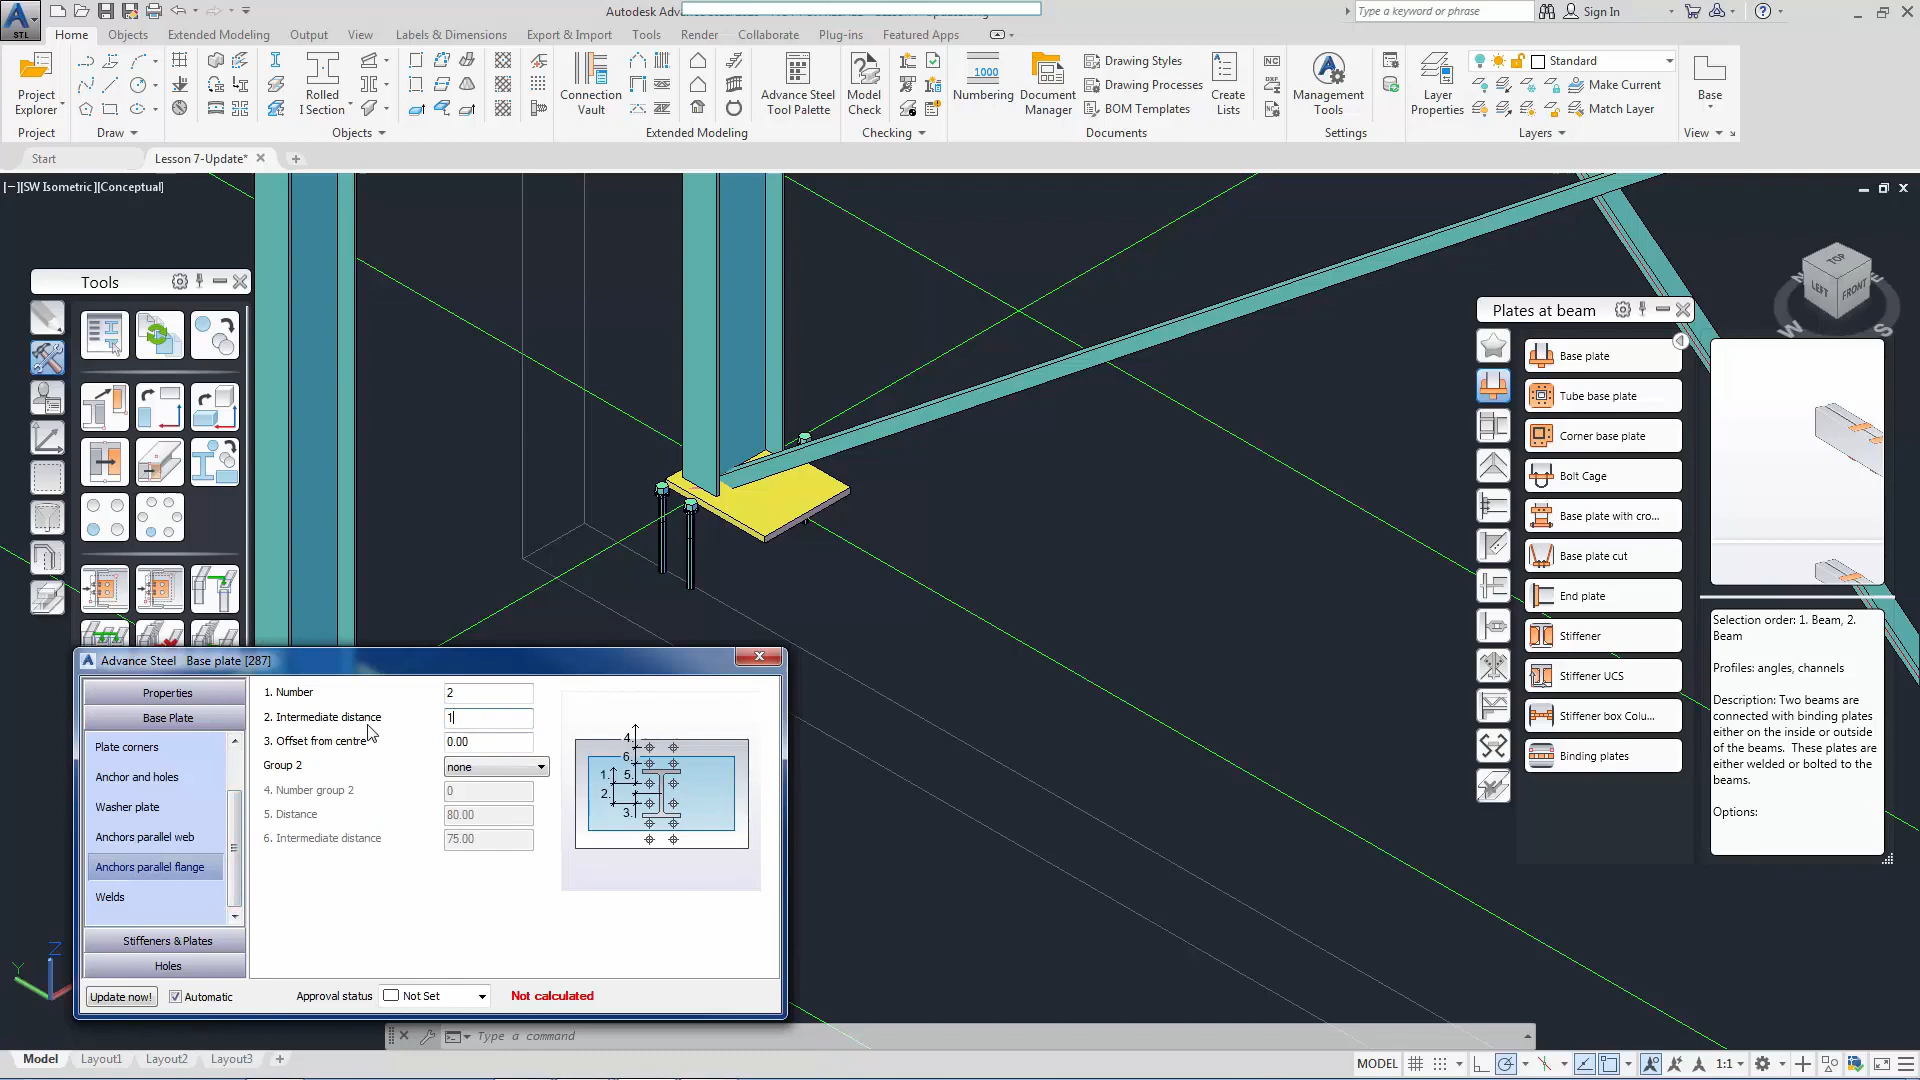 STL
Type a keyword or phrase
Sign In
Home
Objects
Extended Modeling
Output
View
Labels & Dimensions
Export & Import
Tools
Render
Collaborate
Plug-ins
Featured Apps
Project Explorer
Rolled I Section
Connection Vault
Advance Steel Tool Palette
Model Check
1000
Numbering
Document Manager
Drawing Styles
Drawing Processes
BOM Templates
Create Lists
Management Tools
Layer Properties
Standard
Make Current
Match Layer
Base
Project
Draw
Objects
Extended Modeling
Checking
Documents
Settings
Layers
View
Start
Lesson 7-Update*
[−][SW Isometric][Conceptual]
Tools
TOP
LEFT
FRONT
N
E
W
S
Plates at beam
Base plate
Tube base plate
Corner base plate
Bolt Cage
Base plate with cro...
Base plate cut
End plate
Stiffener
Stiffener UCS
Stiffener box Colu...
Binding plates
Selection order: 1. Beam, 2.
Beam
Profiles: angles, channels
Description: Two beams are
connected with binding plates
either on the inside or outside
of the beams. These plates are
either welded or bolted to the
beams.
Options:
Advance Steel Base plate [287]
Properties
Base Plate
Plate corners
Anchor and holes
Washer plate
Anchors parallel web
Anchors parallel flange
Welds
Stiffeners & Plates
Holes
1. Number 2
2. Intermediate distance 1
3. Offset from centre 0.00
Group 2 none
4. Number group 2 0
5. Distance 80.00
6. Intermediate distance 75.00
4.
6.
1. 5.
2.
3.
Update now!
Automatic
Approval status
Not Set
Not calculated
Z
Y
Type a command
Model
Layout1
Layout2
Layout3
MODEL
1:1